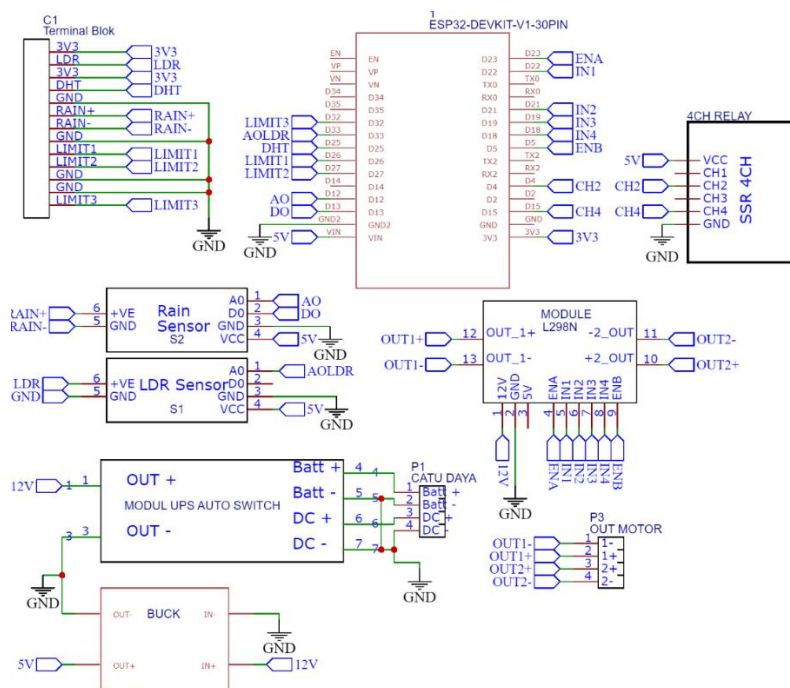 C1
Terminal Blok
3V3 3V3
LDR LDR
3V3 3V3
DHT DHT
GND
RAIN+ RAIN+
RAIN- RAIN-
GND
LIMIT1 LIMIT1
LIMIT2 LIMIT2
GND
GND
LIMIT3 LIMIT3
GND
ESP32-DEVKIT-V1-30PIN
EN EN D23 D23 ENA
VP VP D22 D22 IN1
VN VN TX0 TX0
D34 D34 RX0 RX0
D35 D35 D21 D21 IN2
LIMIT3 D32 D32 D19 D19 IN3
AOLDR D33 D33 D18 D18 IN4
DHT D25 D25 D5 D5 ENB
LIMIT1 D26 D26 TX2 TX2
LIMIT2 D27 D27 RX2 RX2
D14 D14 D4 D4 CH2
AO D12 D12 D2 D2
DO D13 D13 D15 D15 CH4
GND2 GND2 GND GND
5V VIN VIN 3V3 3V3 3V3
GND
4CH RELAY
5V VCC
CH1
CH2 CH2
CH3
CH4 CH4
GND
GND
SSR 4CH
RAIN+ 6 +VE Rain A0 1 AO
RAIN- 5 GND Sensor D0 2 DO
GND 3
S2 VCC 4 5V
GND
LDR 6 +VE LDR Sensor A0 1 AOLDR
GND 5 GND D0 2
GND 3
S1 VCC 4 5V
GND
MODULE
L298N
OUT1+ 12 OUT_1+ -2_OUT 11 OUT2-
OUT1- 13 OUT_1- +2_OUT 10 OUT2+
12V GND 5V ENA IN1 IN2 IN3 IN4 ENB
1 2 3 4 5 6 7 8 9
12V ENA IN1 IN2 IN3 IN4 ENB
GND
12V 1 1 OUT + Batt + 4 4
MODUL UPS AUTO SWITCH Batt - 5 5
3 3 OUT - DC + 6 6
DC - 7 7
P1
CATU DAYA
1 Batt +
2 Batt -
3 DC +
4 DC -
GND
GND
P3
OUT MOTOR
OUT1- 1 1-
OUT1+ 2 1+
OUT2+ 3 2+
OUT2- 4 2-
BUCK
OUT- IN-
GND
5V OUT+ IN+ 12V